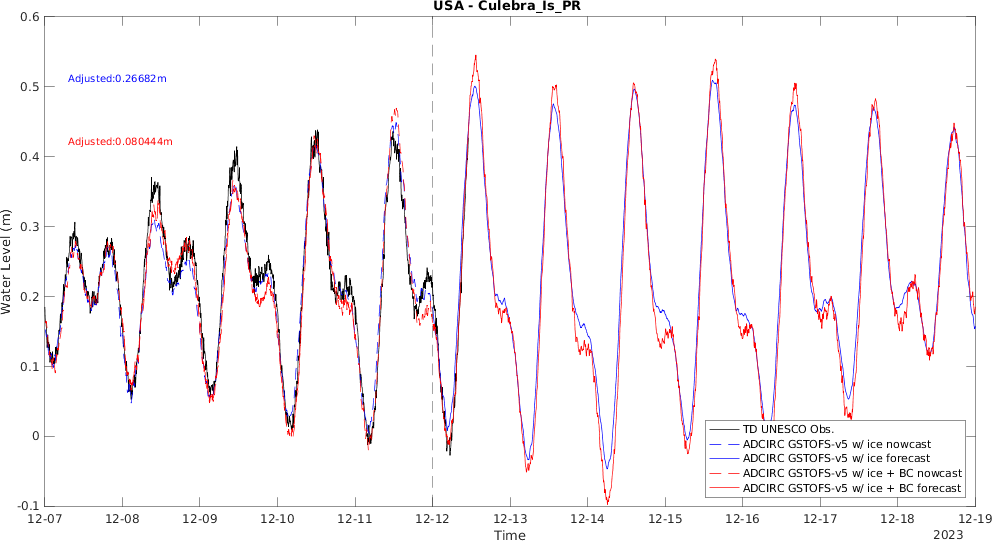 USA - Culebra_Is_PR
0.6
0.5
0.4
0.3
0.2
0.1
0
-0.1
Water Level (m)
Adjusted:0.26682m
Adjusted:0.080444m
TD UNESCO Obs.
ADCIRC GSTOFS-v5 w/ ice nowcast
ADCIRC GSTOFS-v5 w/ ice forecast
ADCIRC GSTOFS-v5 w/ ice + BC nowcast
ADCIRC GSTOFS-v5 w/ ice + BC forecast
12-07 12-08 12-09 12-10 12-11 12-12 12-13 12-14 12-15 12-16 12-17 12-18 12-19
Time
2023